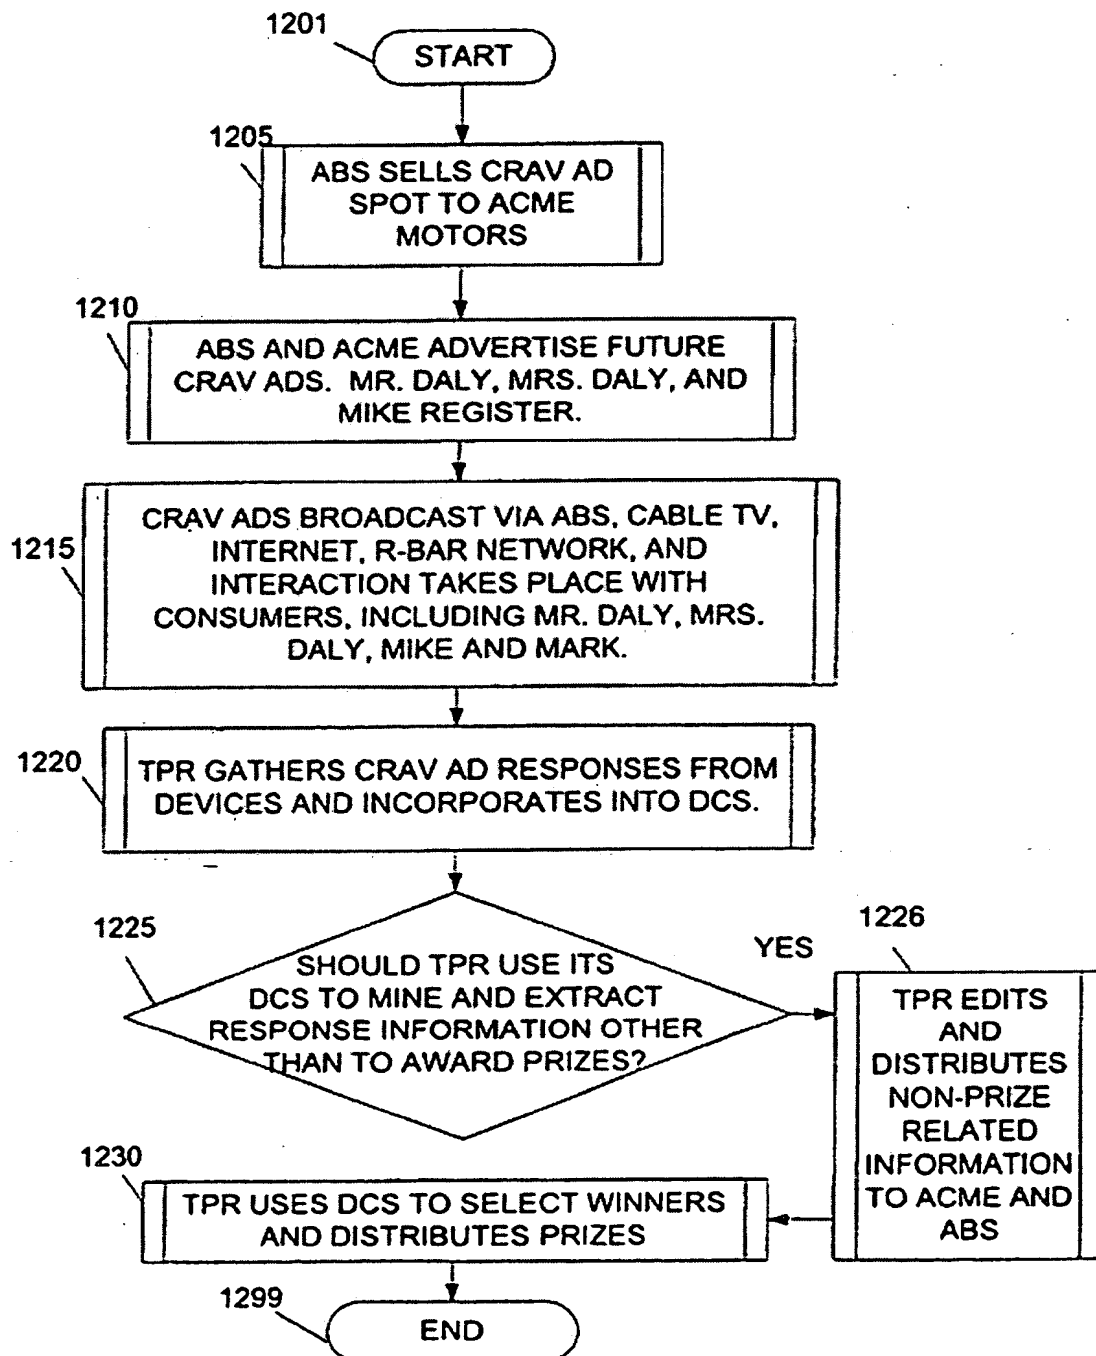 1201
START
1205
ABS SELLS CRAV AD
SPOT TO ACME
MOTORS
1210
ABS AND ACME ADVERTISE FUTURE
CRAV ADS. MR. DALY, MRS. DALY, AND
MIKE REGISTER.
1215
CRAV ADS BROADCAST VIA ABS, CABLE TV,
INTERNET, R-BAR NETWORK, AND
INTERACTION TAKES PLACE WITH
CONSUMERS, INCLUDING MR. DALY, MRS.
DALY, MIKE AND MARK.
1220
TPR GATHERS CRAV AD RESPONSES FROM
DEVICES AND INCORPORATES INTO DCS.
1225
SHOULD TPR USE ITS
DCS TO MINE AND EXTRACT
RESPONSE INFORMATION OTHER
THAN TO AWARD PRIZES?
YES
1226
TPR EDITS
AND
DISTRIBUTES
NON-PRIZE
RELATED
INFORMATION
TO ACME AND
ABS
1230
TPR USES DCS TO SELECT WINNERS
AND DISTRIBUTES PRIZES
1299
END